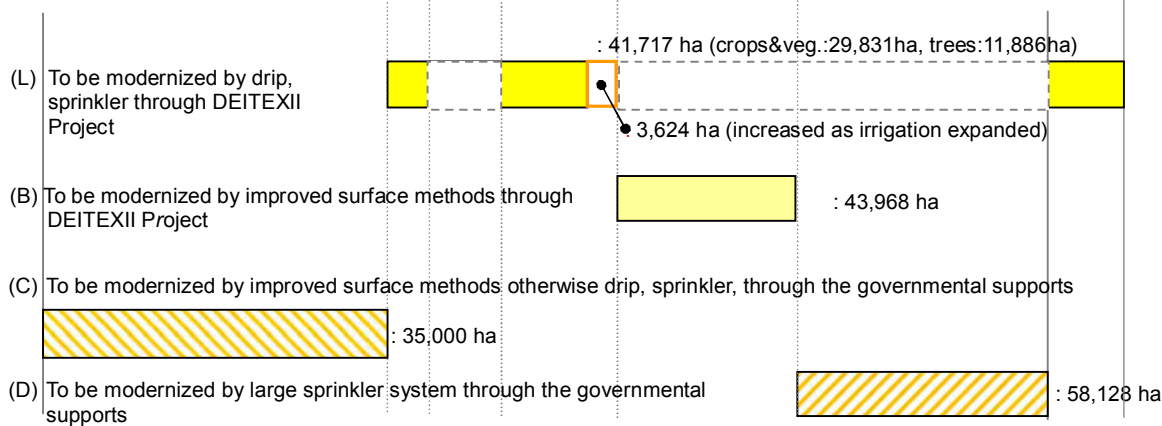 : 41,717 ha (crops&veg.:29,831ha, trees:11,886ha)
(L) To be modernized by drip,
sprinkler through DEITEXII
Project
: 3,624 ha (increased as irrigation expanded)
(B) To be modernized by improved surface methods through
DEITEXII Project
: 43,968 ha
(C) To be modernized by improved surface methods otherwise drip, sprinkler, through the governmental supports
: 35,000 ha
(D) To be modernized by large sprinkler system through the governmental
supports
: 58,128 ha